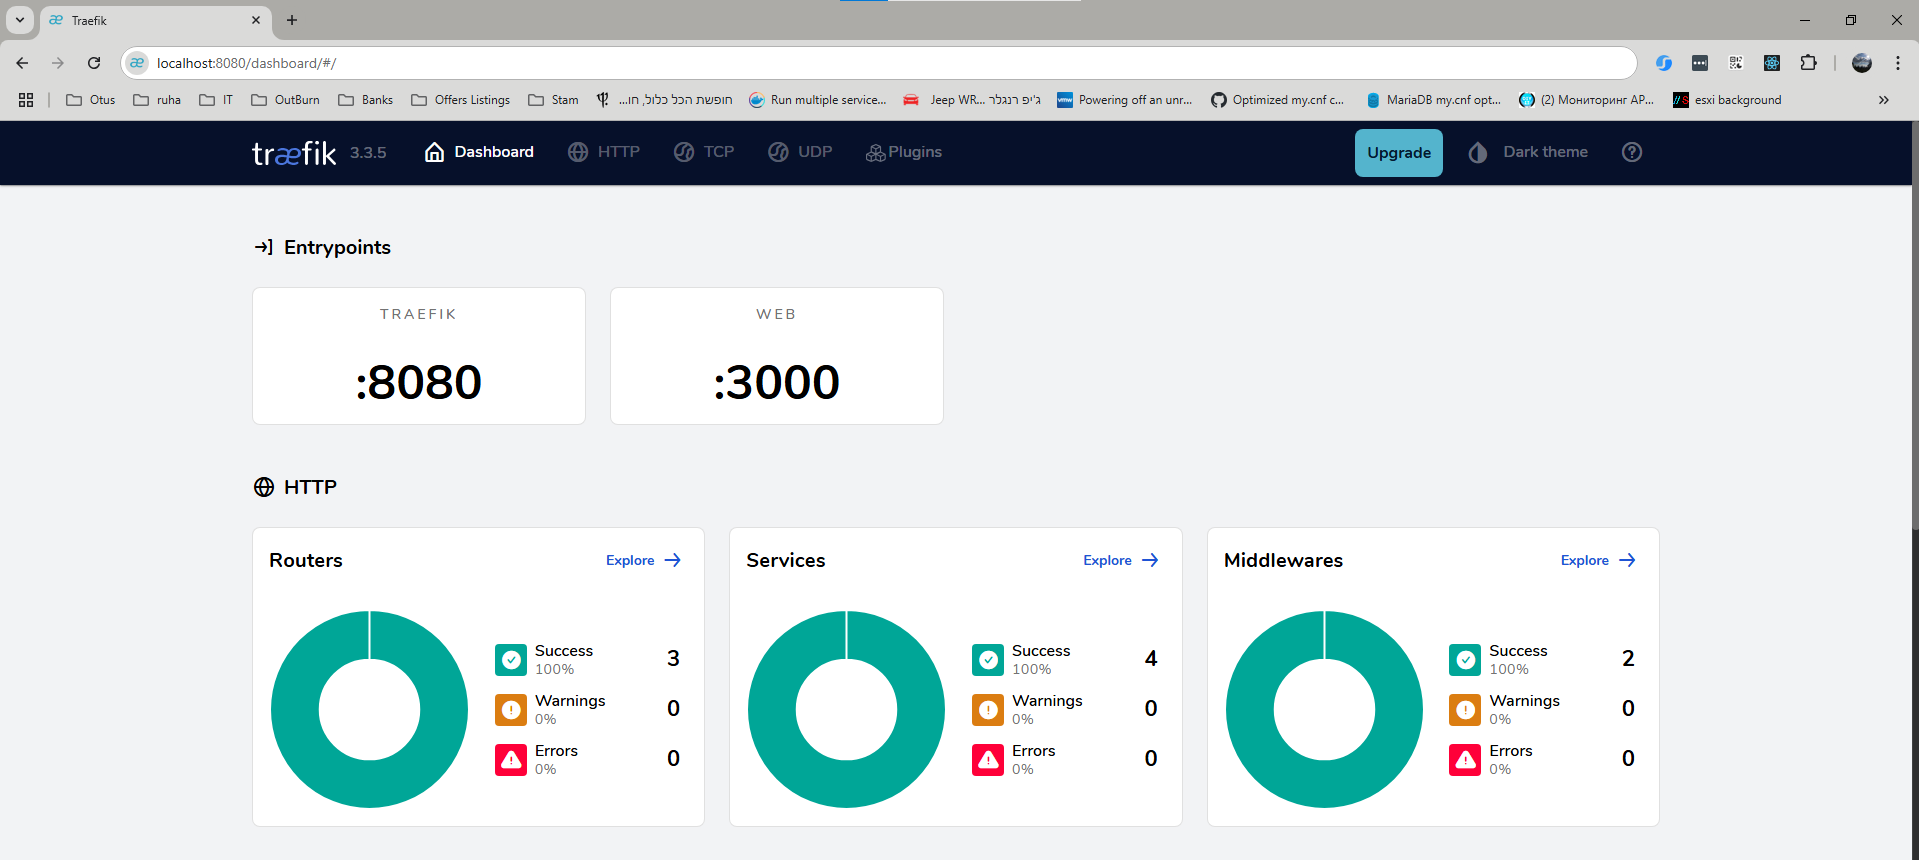 Traefik
localhost:8080/dashboard/#/
Otus
ruha
IT
OutBurn
Banks
Offers Listings
Stam
חופשת הכל כלול, חו...
Run multiple service...
ג'יפ רנגלר Jeep WR...
Powering off an unr...
Optimized my.cnf c...
MariaDB my.cnf opt...
(2) Мониторинг AP...
esxi background
træfik 3.3.5
Dashboard
HTTP
TCP
UDP
Plugins
Upgrade
Dark theme
Entrypoints
TRAEFIK
:8080
WEB
:3000
HTTP
Routers
Explore
Success 3
100%
Warnings 0
0%
Errors 0
0%
Services
Explore
Success 4
100%
Warnings 0
0%
Errors 0
0%
Middlewares
Explore
Success 2
100%
Warnings 0
0%
Errors 0
0%